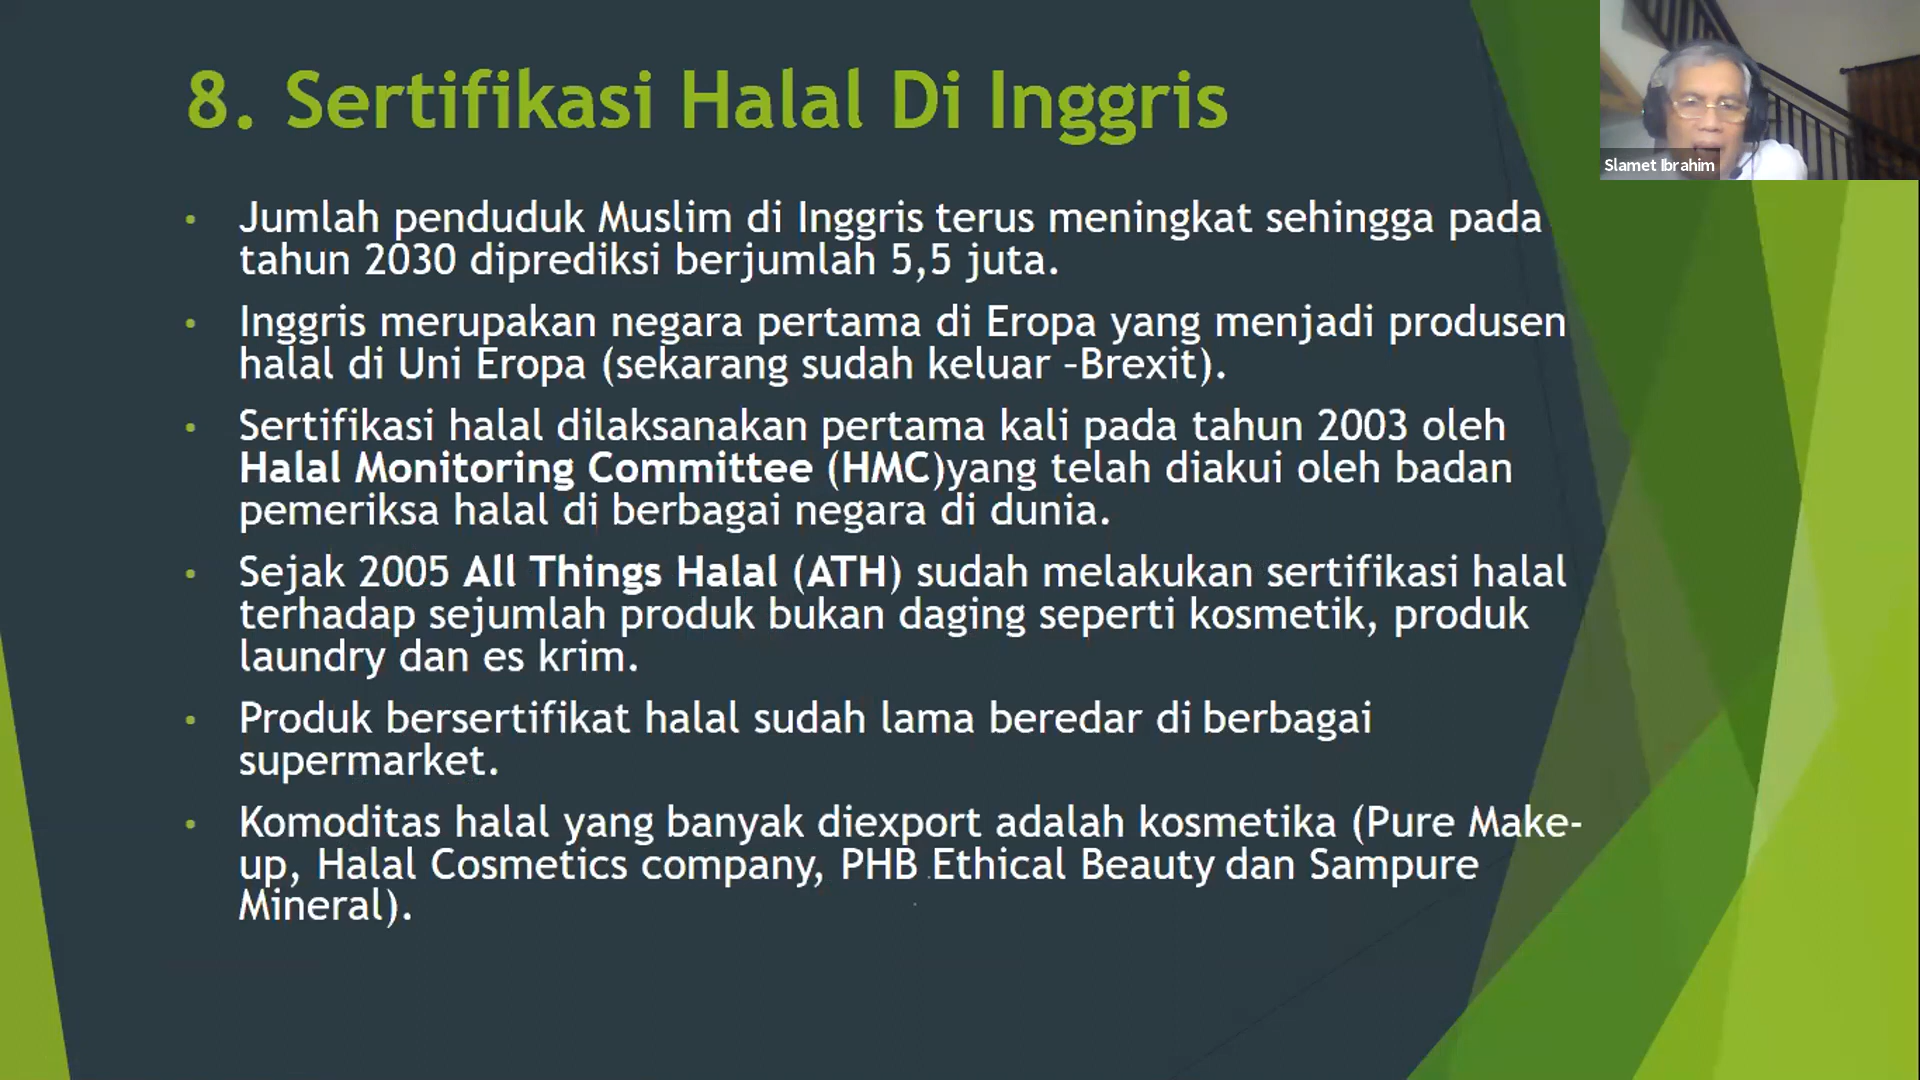 8. Sertifikasi Halal Di Inggris
Slamet Ibrahim
• Jumlah penduduk Muslim di Inggris terus meningkat sehingga pada
tahun 2030 diprediksi berjumlah 5,5 juta.
• Inggris merupakan negara pertama di Eropa yang menjadi produsen
halal di Uni Eropa (sekarang sudah keluar –Brexit).
• Sertifikasi halal dilaksanakan pertama kali pada tahun 2003 oleh
Halal Monitoring Committee (HMC)yang telah diakui oleh badan
pemeriksa halal di berbagai negara di dunia.
• Sejak 2005 All Things Halal (ATH) sudah melakukan sertifikasi halal
terhadap sejumlah produk bukan daging seperti kosmetik, produk
laundry dan es krim.
• Produk bersertifikat halal sudah lama beredar di berbagai
supermarket.
• Komoditas halal yang banyak diexport adalah kosmetika (Pure Make-
up, Halal Cosmetics company, PHB Ethical Beauty dan Sampure
Mineral).